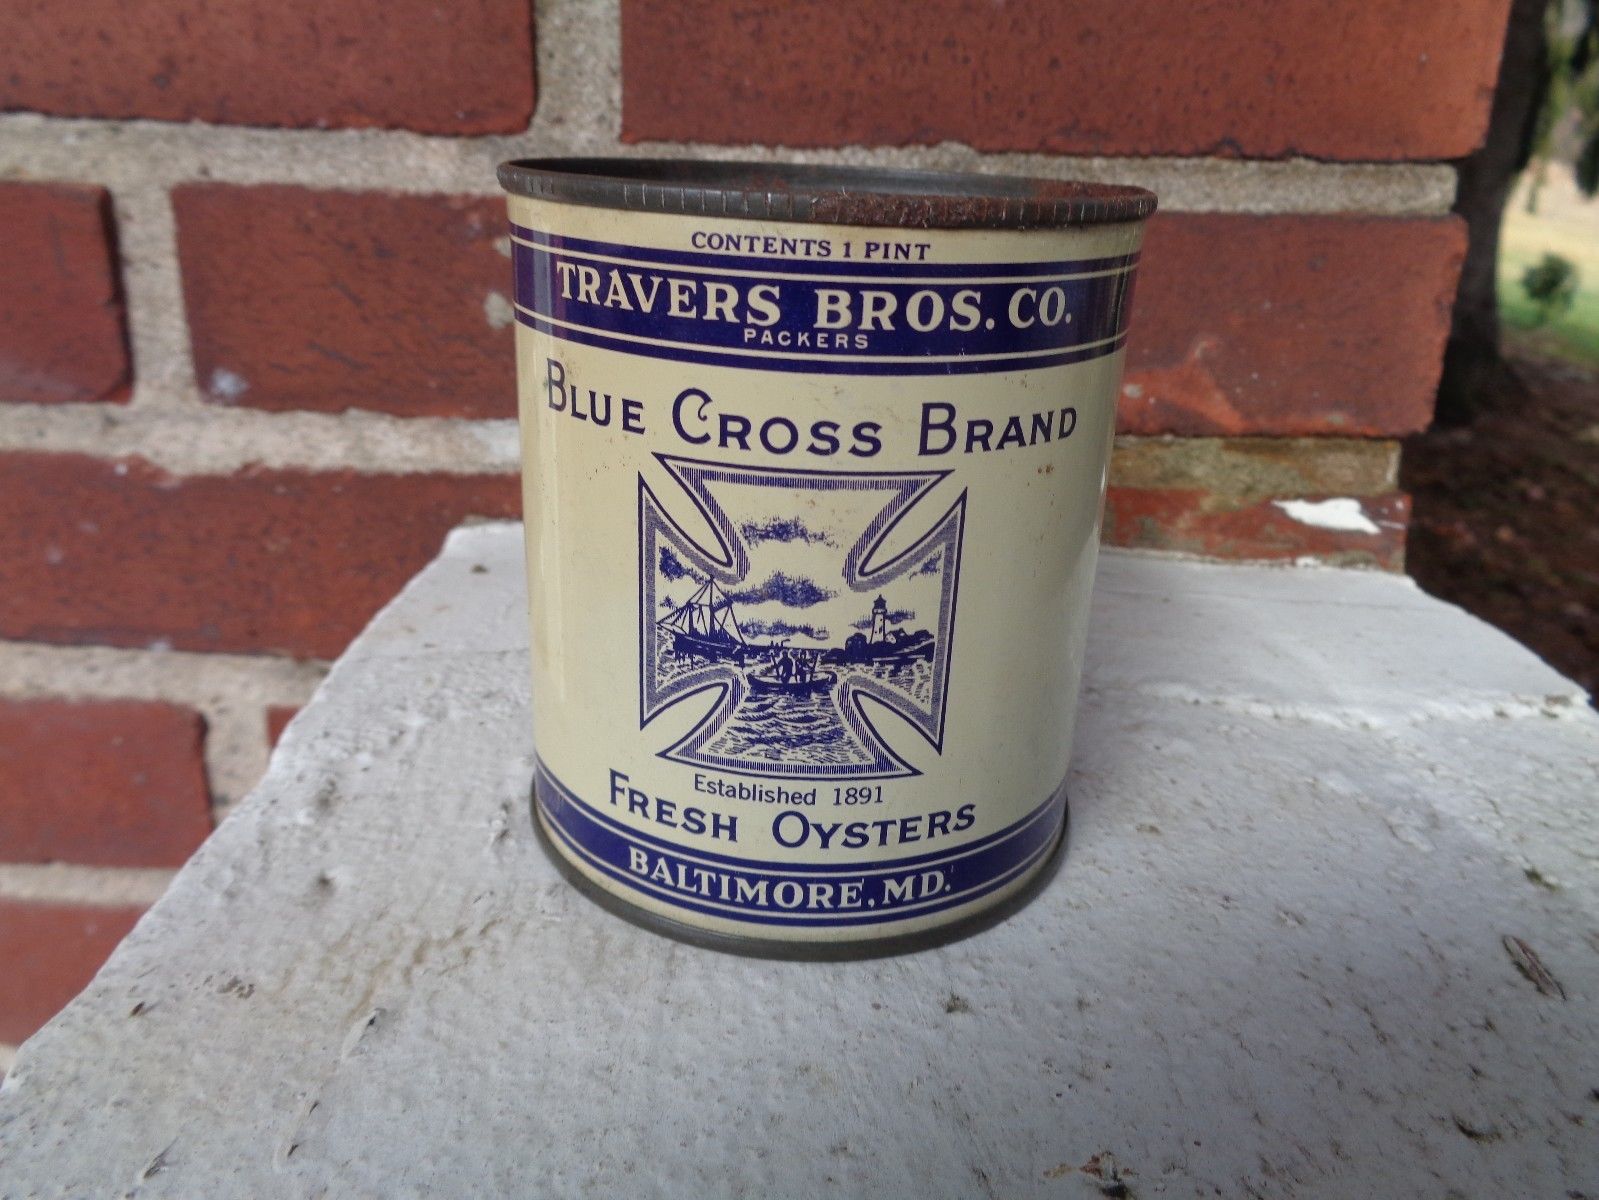 CONTENTS 1 PINT
TRAVERS BROS. CO.
PACKERS
BLUE CROSS BRAND
Established 1891
FRESH OYSTERS
BALTIMORE, MD.